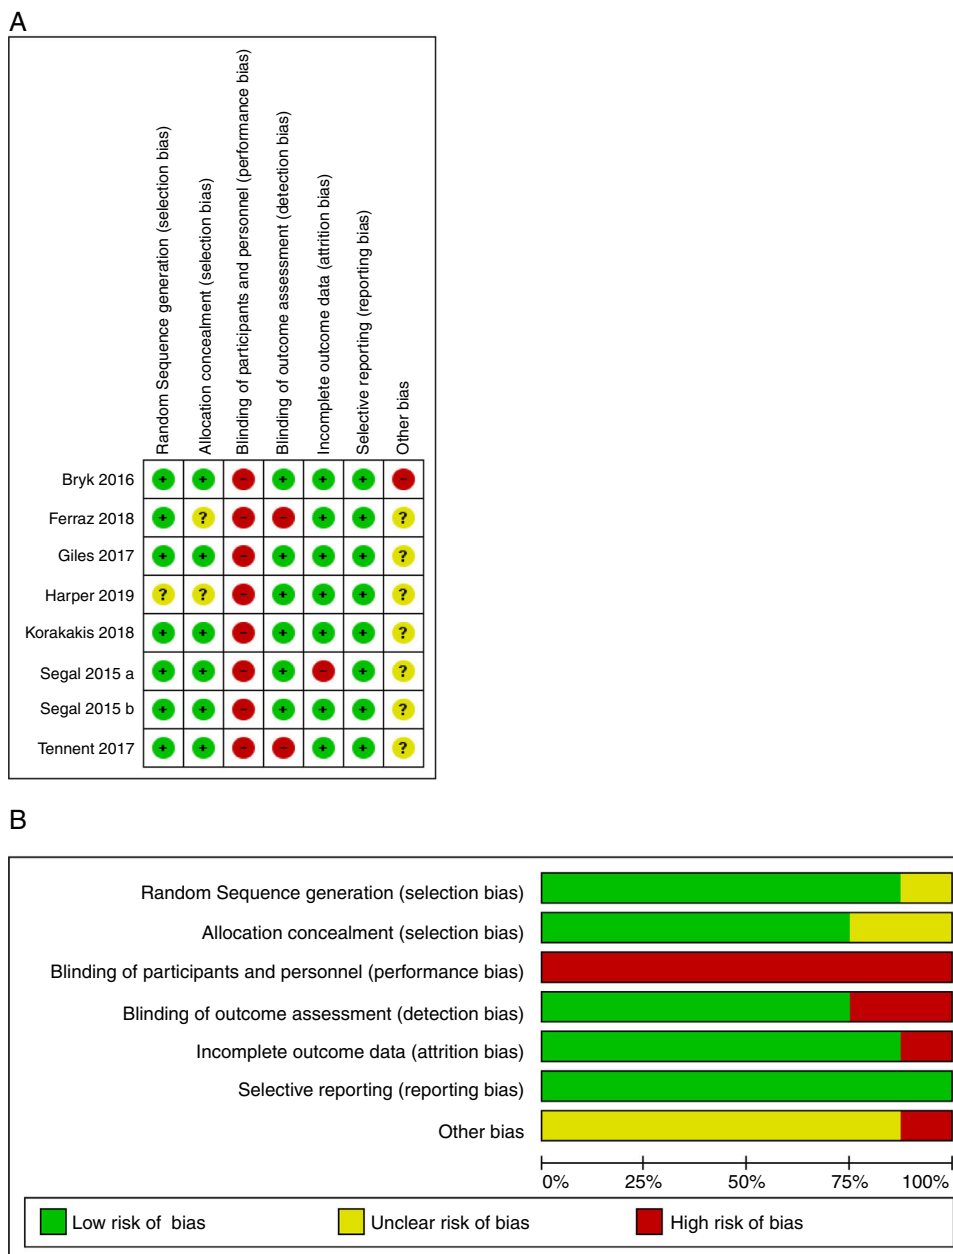 A
Random Sequence generation (selection bias)
Allocation concealment (selection bias)
Blinding of participants and personnel (performance bias)
Blinding of outcome assessment (detection bias)
Incomplete outcome data (attrition bias)
Selective reporting (reporting bias)
Other bias
Bryk 2016 + + - + + + -
Ferraz 2018 + ? - - + + ?
Giles 2017 + + - + + + ?
Harper 2019 ? ? - + + + ?
Korakakis 2018 + + - + + + ?
Segal 2015 a + + - + - + ?
Segal 2015 b + + - + + + ?
Tennent 2017 + + - - + + ?
B
Random Sequence generation (selection bias)
Allocation concealment (selection bias)
Blinding of participants and personnel (performance bias)
Blinding of outcome assessment (detection bias)
Incomplete outcome data (attrition bias)
Selective reporting (reporting bias)
Other bias
0% 25% 50% 75% 100%
Low risk of bias Unclear risk of bias High risk of bias